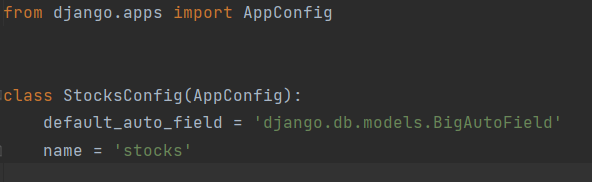 from django.apps import AppConfig
class StocksConfig(AppConfig):
    default_auto_field = 'django.db.models.BigAutoField'
    name = 'stocks'